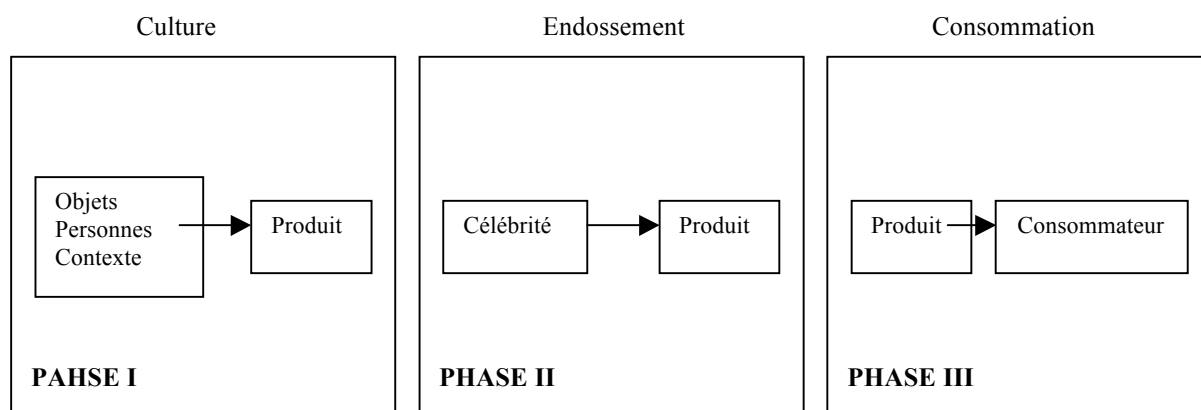 Culture
Endossement
Consommation
Objets
Personnes
Contexte
Produit
Célébrité
Produit
Produit
Consommateur
PAHSE I
PHASE II
PHASE III